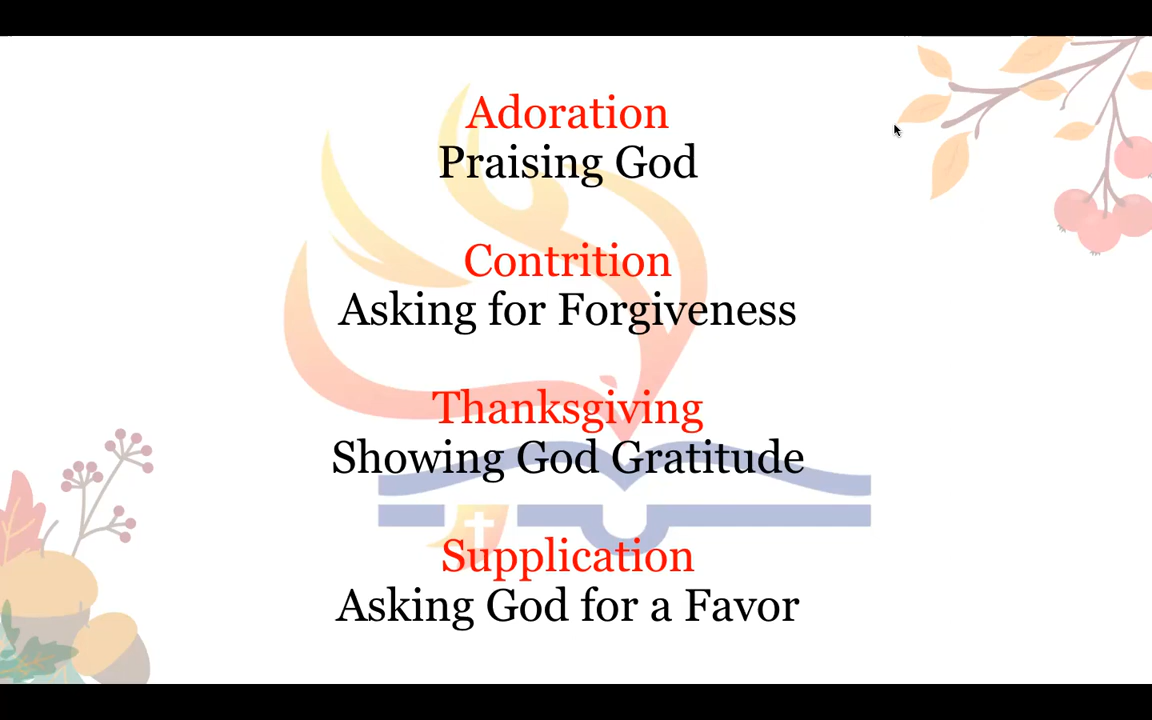 Adoration
Praising God
Contrition
Asking for Forgiveness
Thanksgiving
Showing God Gratitude
Supplication
Asking God for a Favor